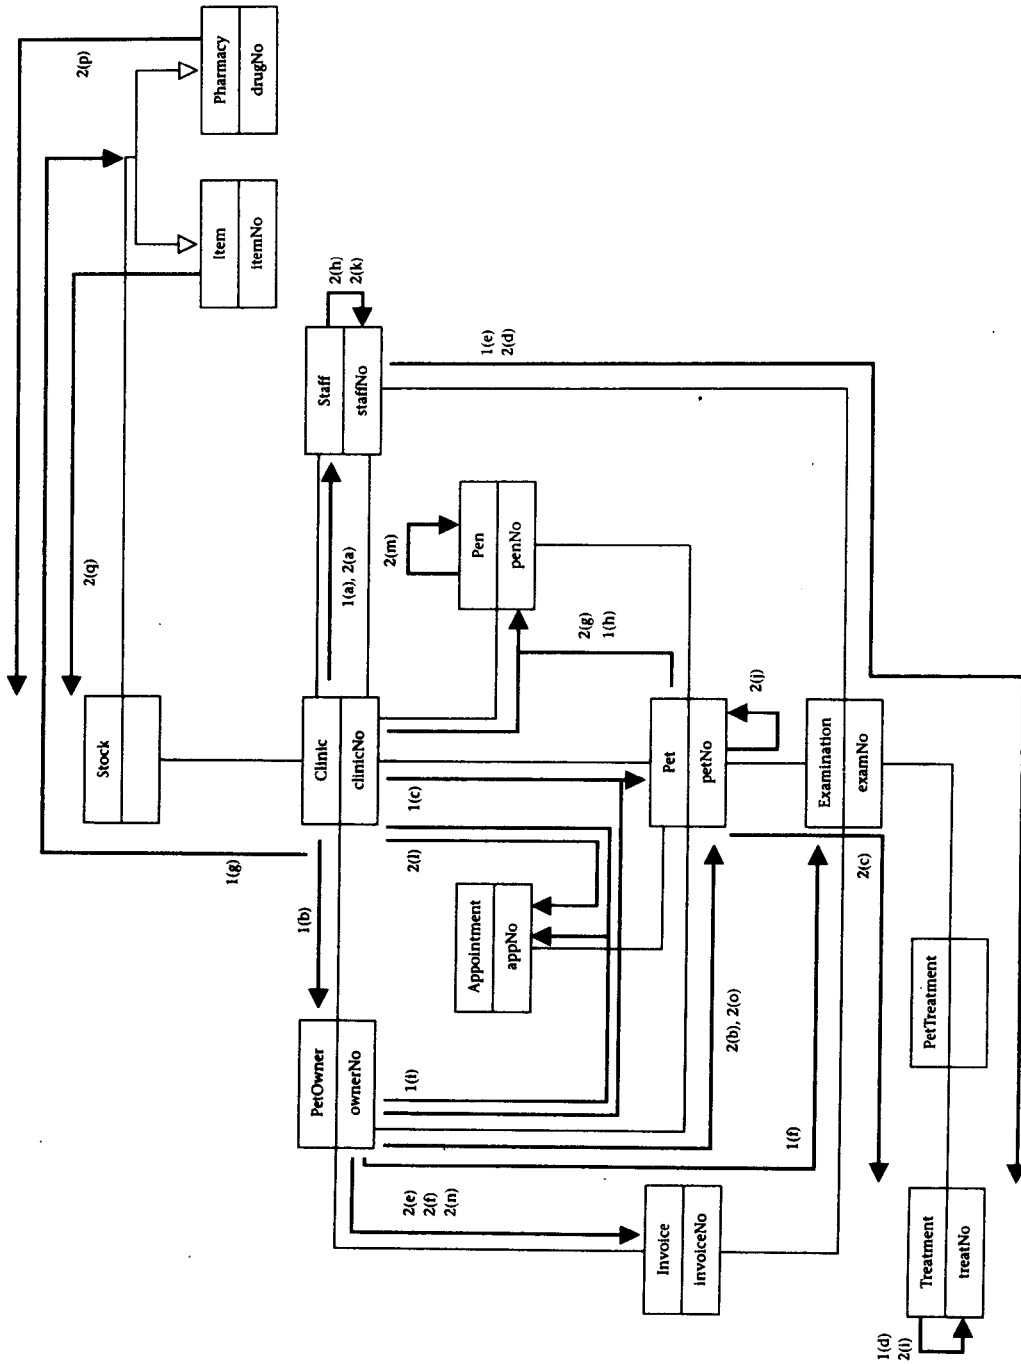 2(p)
2(q)
Stock
1(g)
Item
itemNo
Pharmacy
drugNo
1(b)
PetOwner
ownerNo
Clinic
clinicNo
1(a), 2(a)
Staff
staffNo
2(h)
2(k)
2(e)
2(f)
2(n)
1(i)
2(l)
1(c)
2(m)
Appointment
appNo
Pen
penNo
1(e)
2(d)
2(g)
1(h)
Invoice
invoiceNo
Pet
petNo
2(b), 2(o)
2(j)
1(f)
Examination
examNo
2(c)
1(d)
2(i)
Treatment
treatNo
PetTreatment